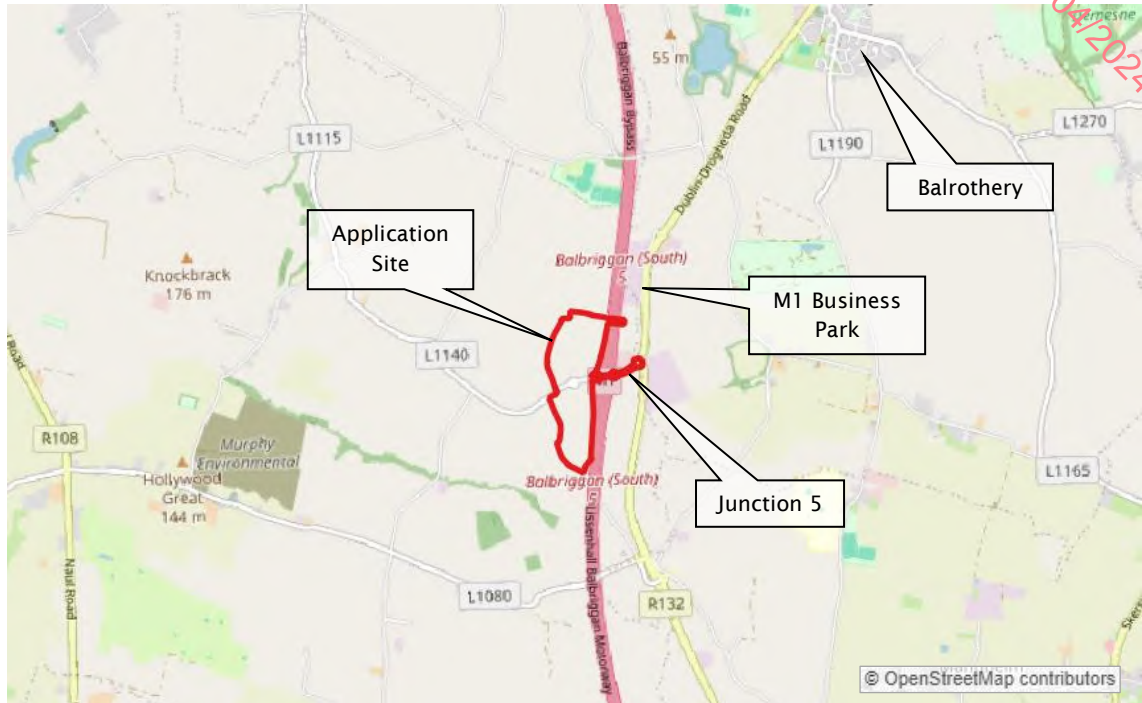 04/2024
55 m
L1115
L1270
L1190
Balbriggan Bypass
Dublin-Drogheda Road
Balrothery
Application
Site
Balbriggan (South)
Knockbrack
176 m
M1 Business
Park
L1140
R108
Murphy
Environmental
Hollywood
Great
144 m
Balbriggan (South)
L1165
Junction 5
Lissenhall Balbriggan Motorway
Naul Road
L1080
R132
© OpenStreetMap contributors